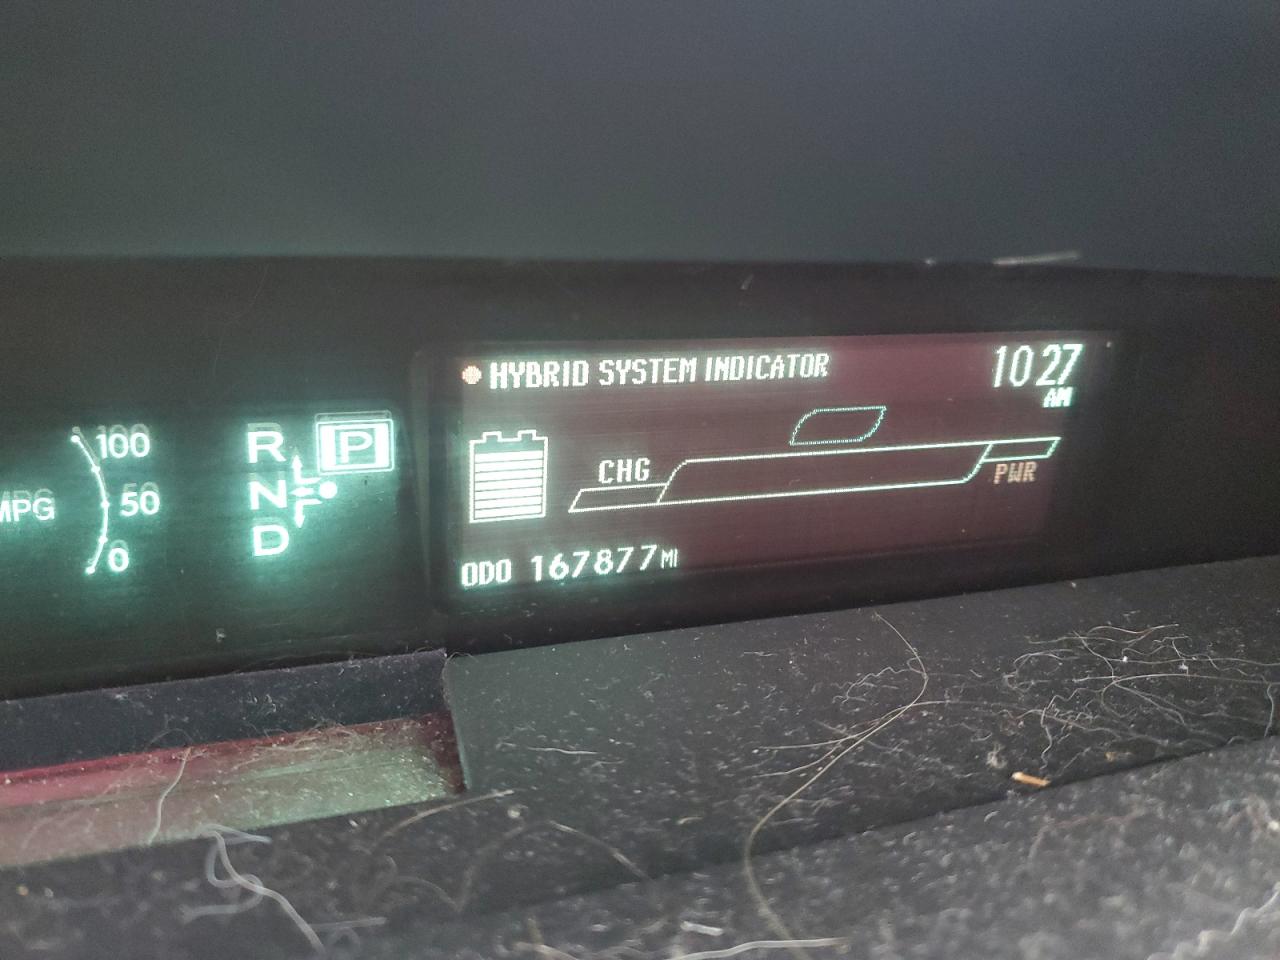 HYBRID SYSTEM INDICATOR
10 27
AM
CHG
PWR
ODO 167877 MI
MPG
100
50
0
R
P
N
D